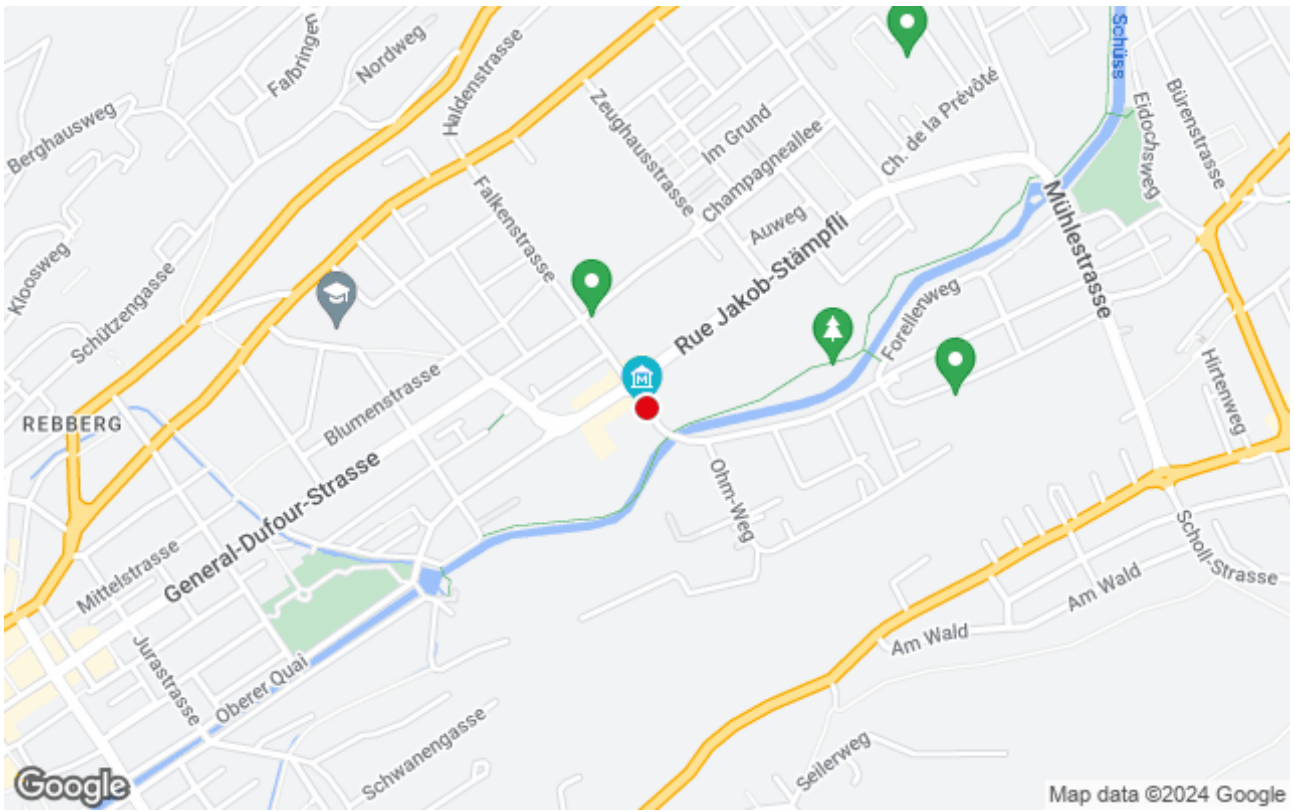 Schüss
Nordweg
Falbringen
Haldenstrasse
Berghausweg
Zeughausstrasse
Im Grund
Ch. de la Prévôté
Eidochsweg
Bürenstrasse
Champagneallee
Falkenstrasse
Auweg
Mühlestrasse
Kloosweg
Schützengasse
Rue Jakob-Stämpfli
Forellenweg
Hirtenweg
REBBERG
Blumenstrasse
Ohm-Weg
General-Dufour-Strasse
Scholl-Strasse
Mittelstrasse
Am Wald
Am Wald
Jurastrasse
Oberer Quai
Schwanengasse
Seilerweg
M
Google
Map data ©2024 Google